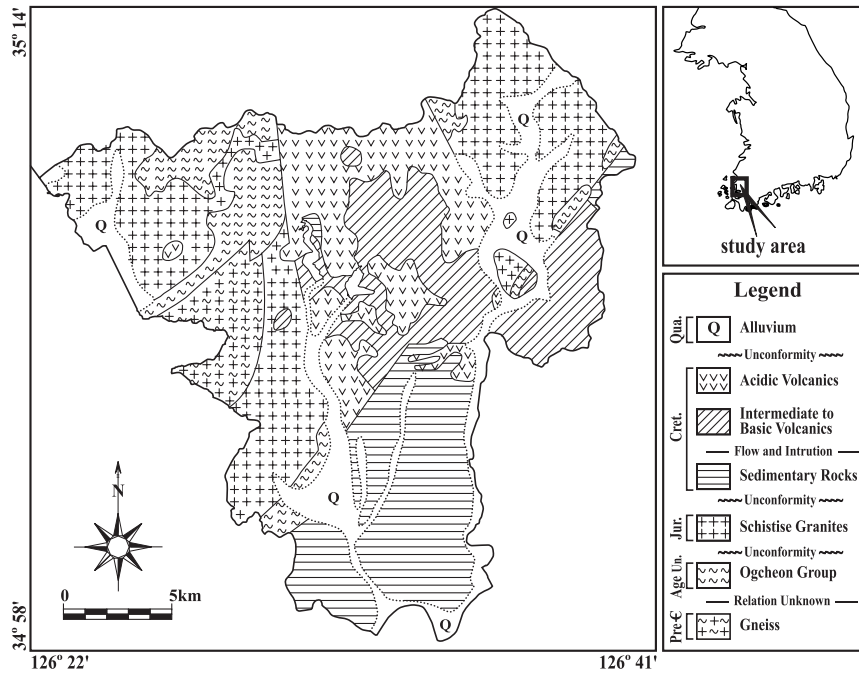 35° 14'
34° 58'
126° 22'
126° 41'
Q
Q
Q
Q
Q
N
0 5km
study area
Legend
Qua.
Q Alluvium
Unconformity
Cret.
Acidic Volcanics
Intermediate to
Basic Volcanics
Flow and Intrution
Sedimentary Rocks
Unconformity
Jur.
Schistise Granites
Unconformity
Age Un.
Ogcheon Group
Relation Unknown
Pre-Є
Gneiss